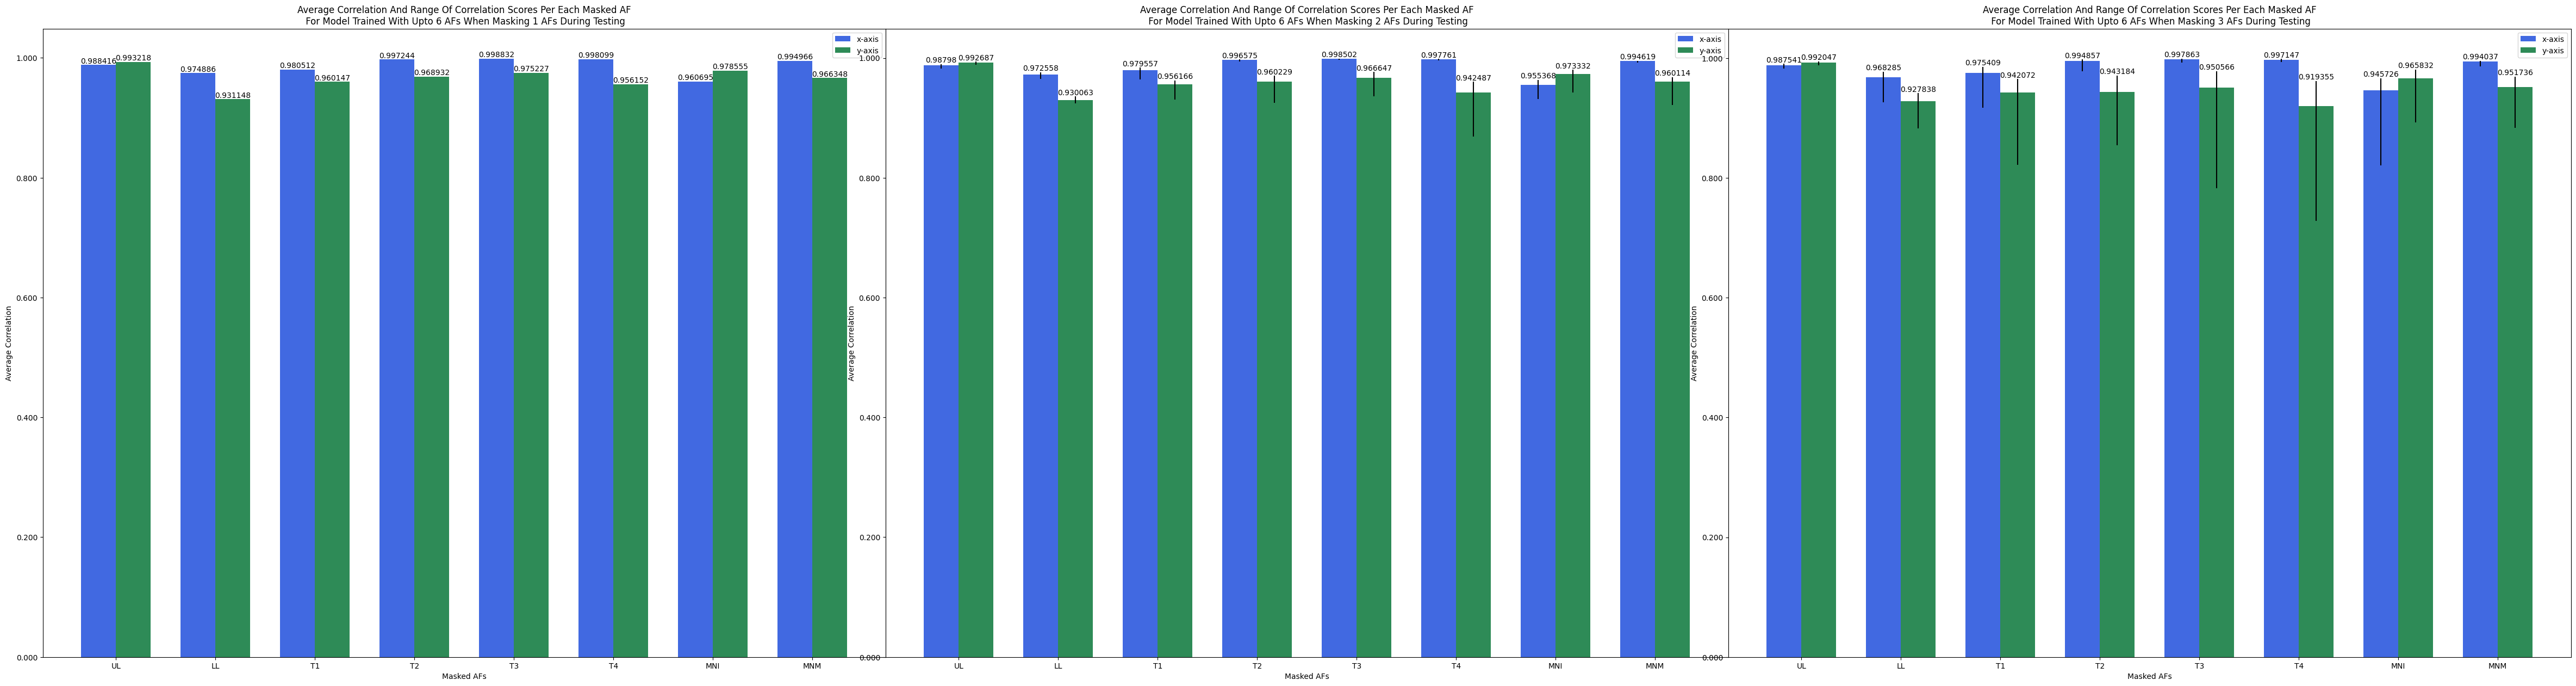 Average Correlation And Range Of Correlation Scores Per Each Masked AF
For Model Trained With Upto 6 AFs When Masking 1 AFs During Testing
x-axis
y-axis
1.000
0.800
0.600
0.400
0.200
0.000
Average Correlation
0.988416 0.993218 0.974886 0.931148 0.980512 0.960147 0.997244 0.968932 0.998832 0.975227 0.998099 0.956152 0.960695 0.978555 0.994966 0.966348
UL LL T1 T2 T3 T4 MNI MNM
Masked AFs
Average Correlation And Range Of Correlation Scores Per Each Masked AF
For Model Trained With Upto 6 AFs When Masking 2 AFs During Testing
x-axis
y-axis
1.000
0.800
0.600
0.400
0.200
0.000
Average Correlation
0.98798 0.992687 0.972558 0.930063 0.979557 0.956166 0.996575 0.960229 0.998502 0.966647 0.997761 0.942487 0.955368 0.973332 0.994619 0.960114
UL LL T1 T2 T3 T4 MNI MNM
Masked AFs
Average Correlation And Range Of Correlation Scores Per Each Masked AF
For Model Trained With Upto 6 AFs When Masking 3 AFs During Testing
x-axis
y-axis
1.000
0.800
0.600
0.400
0.200
0.000
Average Correlation
0.987541 0.992047 0.968285 0.927838 0.975409 0.942072 0.994857 0.943184 0.997863 0.950566 0.997147 0.919355 0.945726 0.965832 0.994037 0.951736
UL LL T1 T2 T3 T4 MNI MNM
Masked AFs